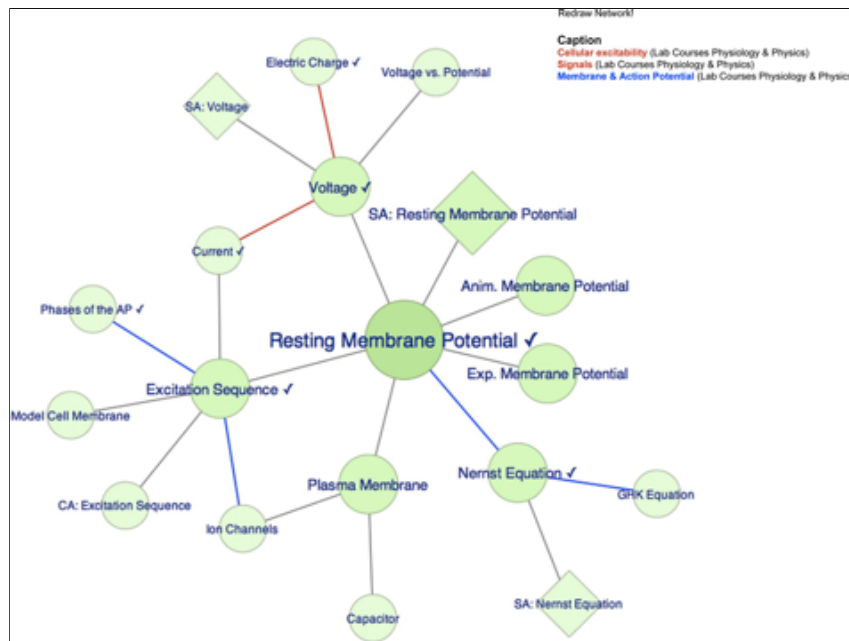 Redraw Network!
Caption
Cellular excitability (Lab Courses Physiology & Physics)
Signals (Lab Courses Physiology & Physics)
Membrane & Action Potential (Lab Courses Physiology & Physics
Electric Charge ✓
Voltage vs. Potential
SA: Voltage
Voltage ✓
SA: Resting Membrane Potential
Current ✓
Anim. Membrane Potential
Phases of the AP ✓
Resting Membrane Potential ✓
Exp. Membrane Potential
Excitation Sequence ✓
Model Cell Membrane
Nernst Equation ✓
Plasma Membrane
GRK Equation
CA: Excitation Sequence
Ion Channels
SA: Nernst Equation
Capacitor